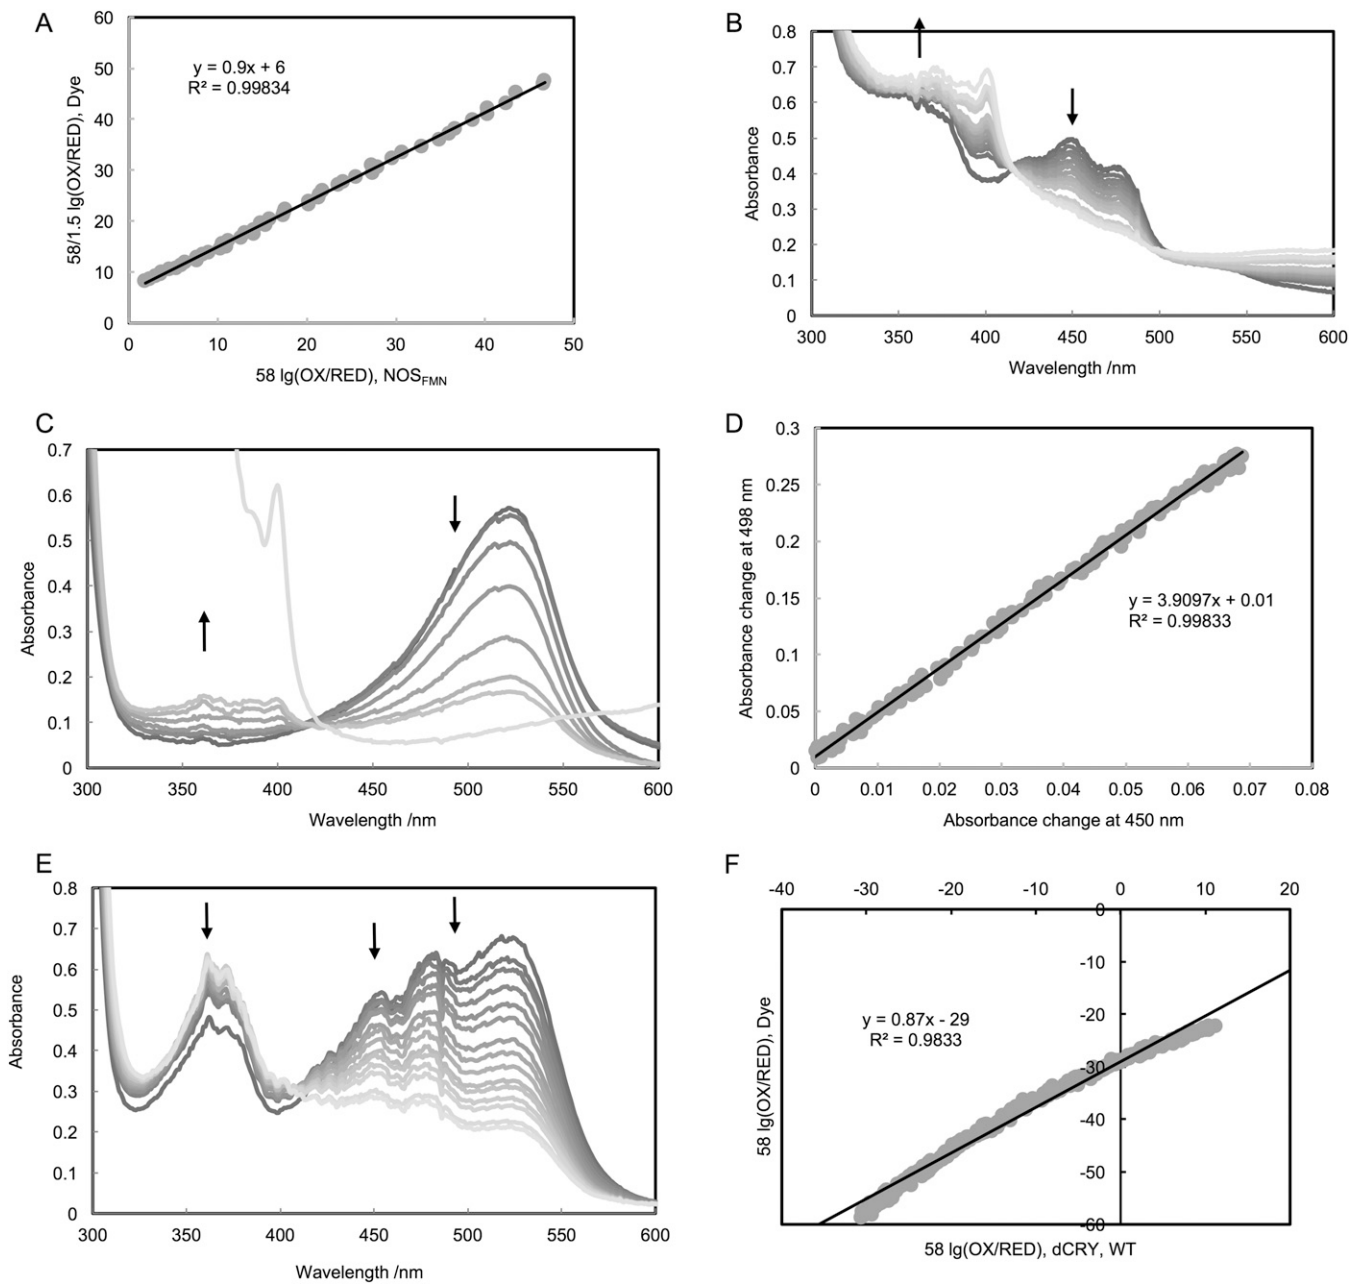 A
60
50
40
30
20
10
0
58/1.5 lg(OX/RED), Dye
y = 0.9x + 6
R² = 0.99834
0 10 20 30 40 50
58 lg(OX/RED), NOS_FMN
B
0.8
0.7
0.6
0.5
0.4
0.3
0.2
0.1
0
Absorbance
300 350 400 450 500 550 600
Wavelength /nm
C
0.7
0.6
0.5
0.4
0.3
0.2
0.1
0
Absorbance
300 350 400 450 500 550 600
Wavelength /nm
D
0.3
0.25
0.2
0.15
0.1
0.05
0
Absorbance change at 498 nm
y = 3.9097x + 0.01
R² = 0.99833
0 0.01 0.02 0.03 0.04 0.05 0.06 0.07 0.08
Absorbance change at 450 nm
E
0.8
0.7
0.6
0.5
0.4
0.3
0.2
0.1
0
Absorbance
300 350 400 450 500 550 600
Wavelength /nm
F
-40 -30 -20 -10 0 10 20
0
-10
-20
-30
-40
-50
-60
58 lg(OX/RED), Dye
y = 0.87x - 29
R² = 0.9833
58 lg(OX/RED), dCRY, WT